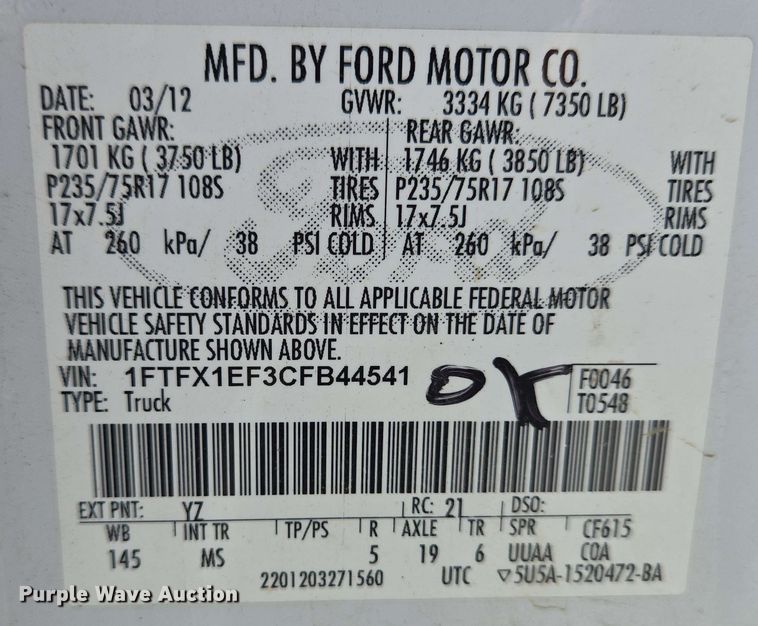 MFD. BY FORD MOTOR CO.
DATE: 03/12 GVWR: 3334 KG ( 7350 LB)
FRONT GAWR: REAR GAWR:
1701 KG ( 3750 LB) WITH 1746 KG ( 3850 LB) WITH
P235/75R17 108S TIRES P235/75R17 108S TIRES
17x7.5J RIMS 17x7.5J RIMS
AT 260 kPa/ 38 PSI COLD AT 260 kPa/ 38 PSI COLD
THIS VEHICLE CONFORMS TO ALL APPLICABLE FEDERAL MOTOR
VEHICLE SAFETY STANDARDS IN EFFECT ON THE DATE OF
MANUFACTURE SHOWN ABOVE.
VIN: 1FTFX1EF3CFB44541 OK F0046
TYPE: Truck T0548
EXT PNT: YZ RC: 21 DSO:
WB INT TR TP/PS R AXLE TR SPR CF615
145 MS 5 19 6 UUAA COA
2201203271560 UTC ▽5U5A-1520472-BA
Purple Wave Auction